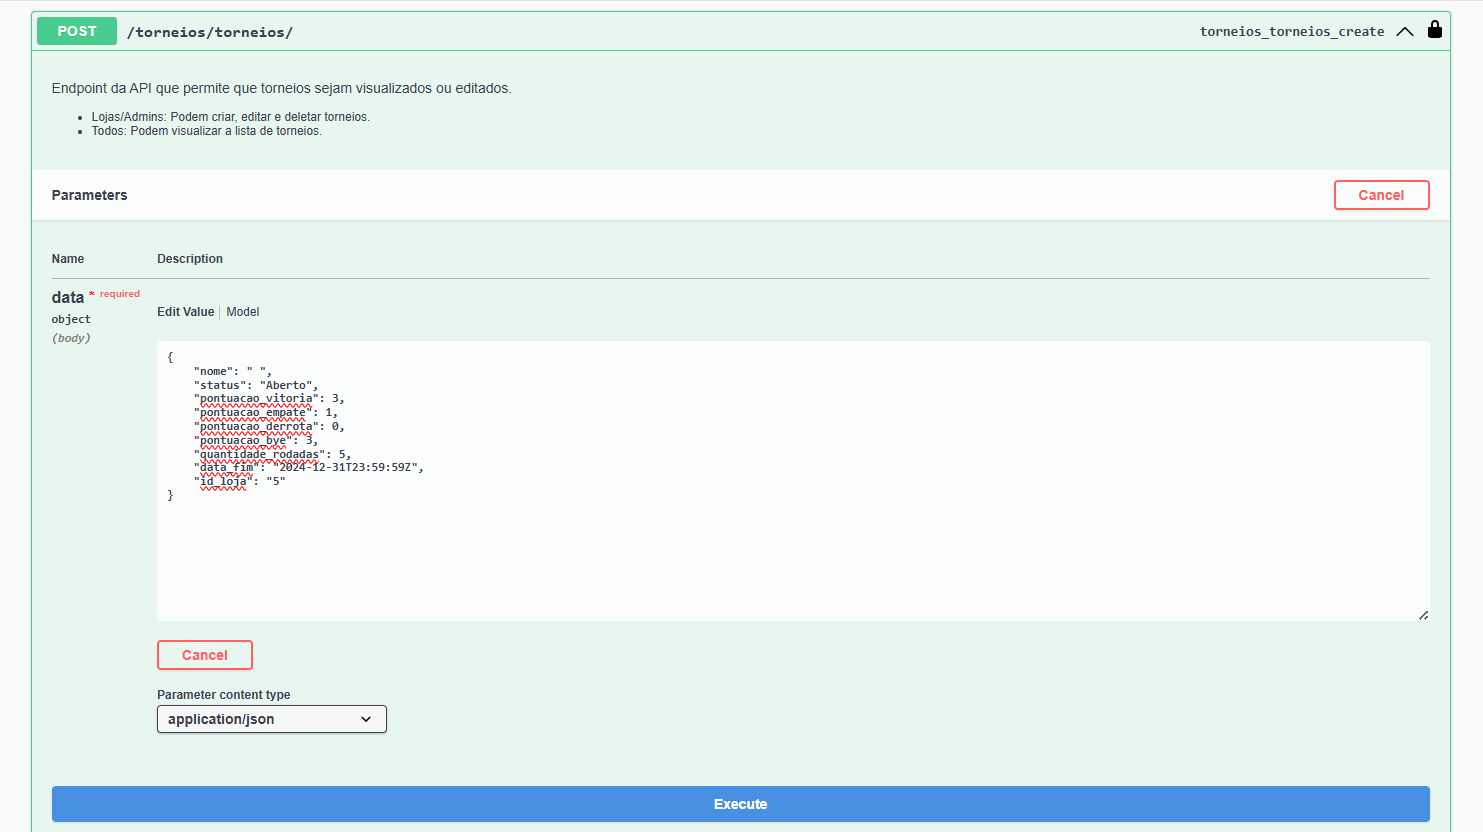 POST /torneios/torneios/ torneios_torneios_create
Endpoint da API que permite que torneios sejam visualizados ou editados.
Lojas/Admins: Podem criar, editar e deletar torneios.
Todos: Podem visualizar a lista de torneios.
Parameters Cancel
Name Description
data * required
object
(body)
Edit Value Model
{
"nome": " ",
"status": "Aberto",
"pontuacao_vitoria": 3,
"pontuacao_empate": 1,
"pontuacao_derrota": 0,
"pontuacao_bye": 3,
"quantidade_rodadas": 5,
"data_fim": "2024-12-31T23:59:59Z",
"id_loja": "5"
}
Cancel
Parameter content type
application/json
Execute